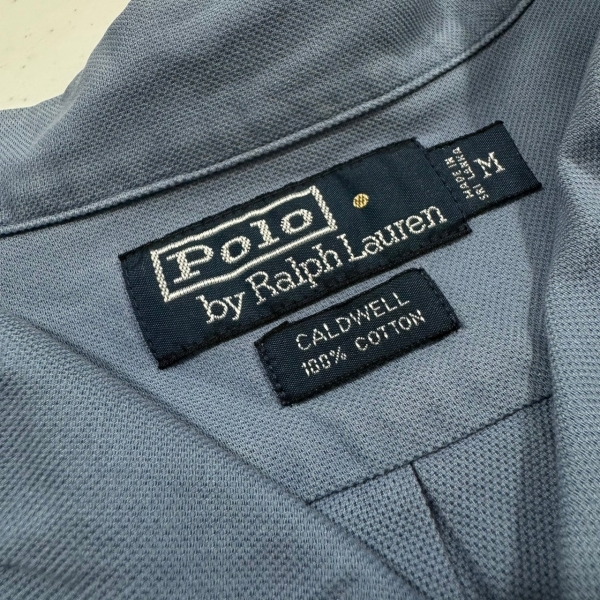 Polo
by Ralph Lauren
M
MADE IN
SRI LANKA
CALDWELL
100% COTTON